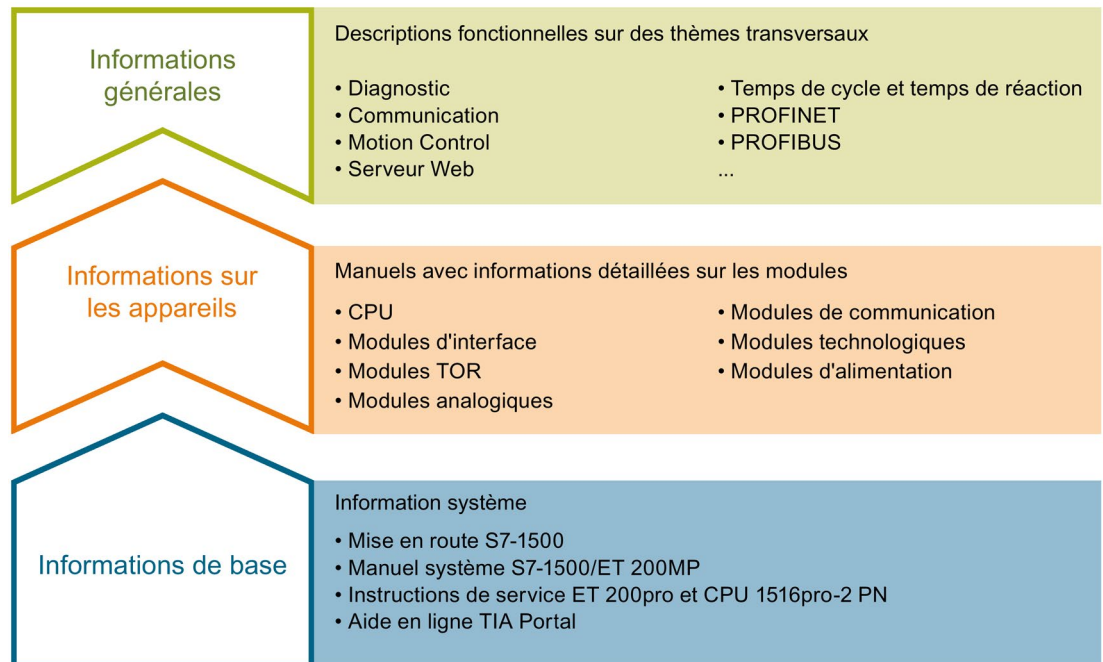 Informations
générales
Descriptions fonctionnelles sur des thèmes transversaux
• Diagnostic
• Communication
• Motion Control
• Serveur Web
• Temps de cycle et temps de réaction
• PROFINET
• PROFIBUS
...
Informations sur
les appareils
Manuels avec informations détaillées sur les modules
• CPU
• Modules d'interface
• Modules TOR
• Modules analogiques
• Modules de communication
• Modules technologiques
• Modules d'alimentation
Informations de base
Information système
• Mise en route S7-1500
• Manuel système S7-1500/ET 200MP
• Instructions de service ET 200pro et CPU 1516pro-2 PN
• Aide en ligne TIA Portal